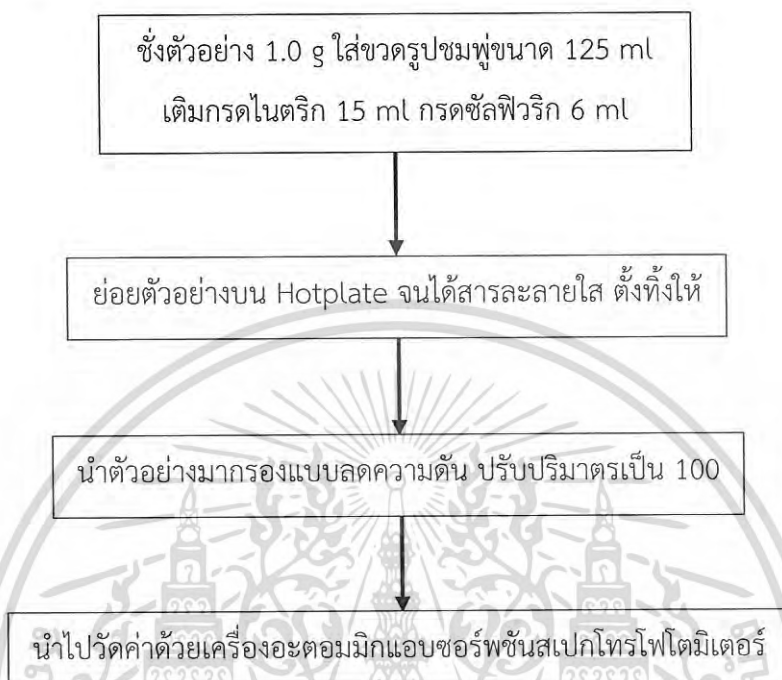 ชั่งตัวอย่าง 1.0 g ใส่ขวดรูปชมพู่ขนาด 125 ml
เติมกรดไนตริก 15 ml กรดซัลฟิวริก 6 ml
ย่อยตัวอย่างบน Hotplate จนได้สารละลายใส ตั้งทิ้งให้
นำตัวอย่างมากรองแบบลดความดัน ปรับปริมาตรเป็น 100
นำไปวัดค่าด้วยเครื่องอะตอมมิกแอบซอร์พชันสเปกโทรโฟโตมิเตอร์